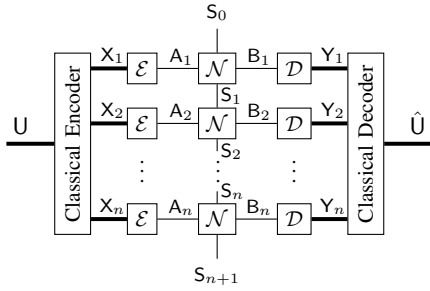 S₀
X₁ ℰ A₁ 𝒩 B₁ 𝒟 Y₁
S₁
X₂ ℰ A₂ 𝒩 B₂ 𝒟 Y₂
S₂
U Classical Encoder ⋮ ⋮ ⋮ Classical Decoder Û
Sₙ
Xₙ ℰ Aₙ 𝒩 Bₙ 𝒟 Yₙ
Sₙ₊₁